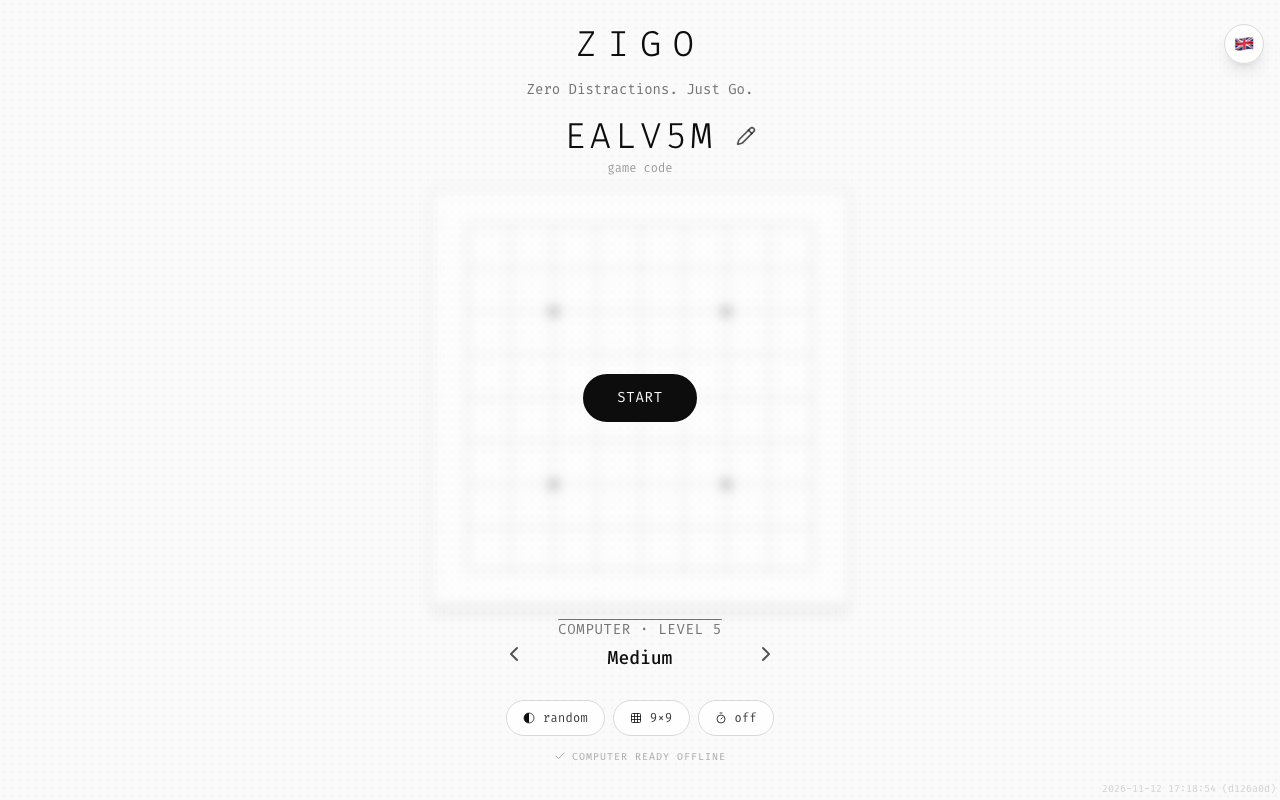 ZIGO
Zero Distractions. Just Go.
EALV5M
game code
START
COMPUTER · LEVEL 5
Medium
random
9×9
off
COMPUTER READY OFFLINE
2026-11-12 17:18:54 (d126a0d)